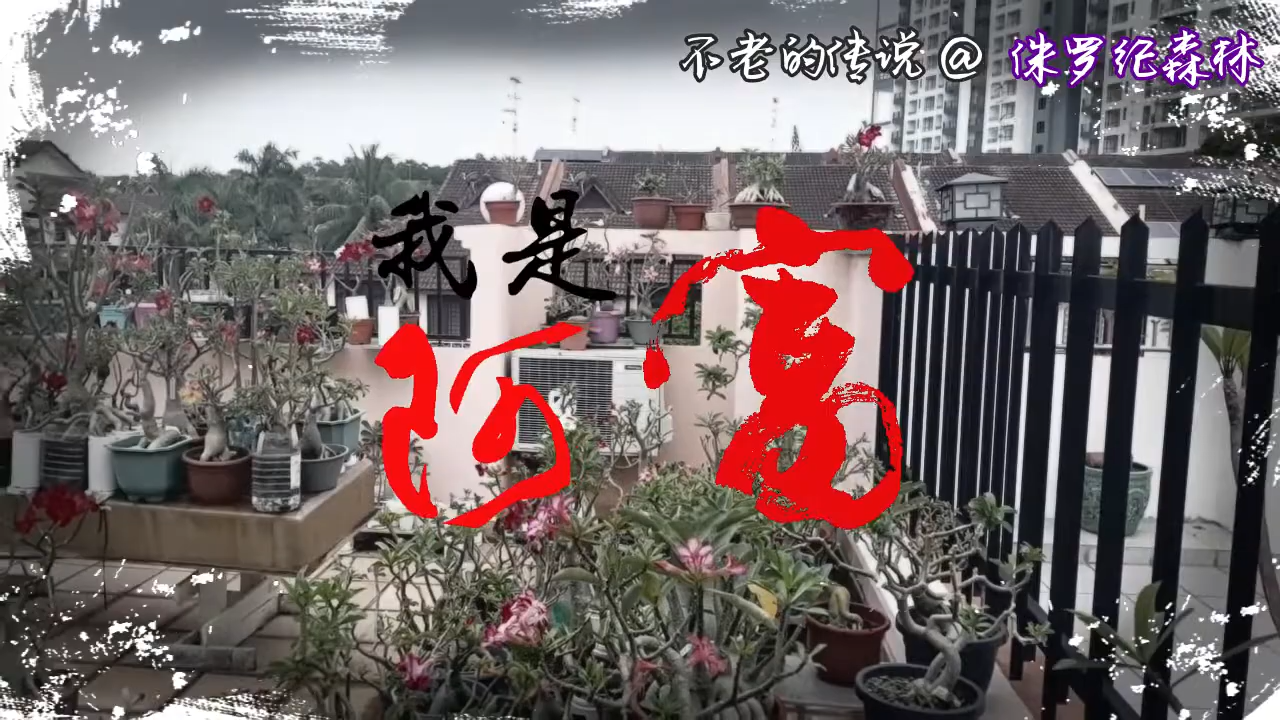 不老的传说 @ 侏罗纪森林
我是
阿富